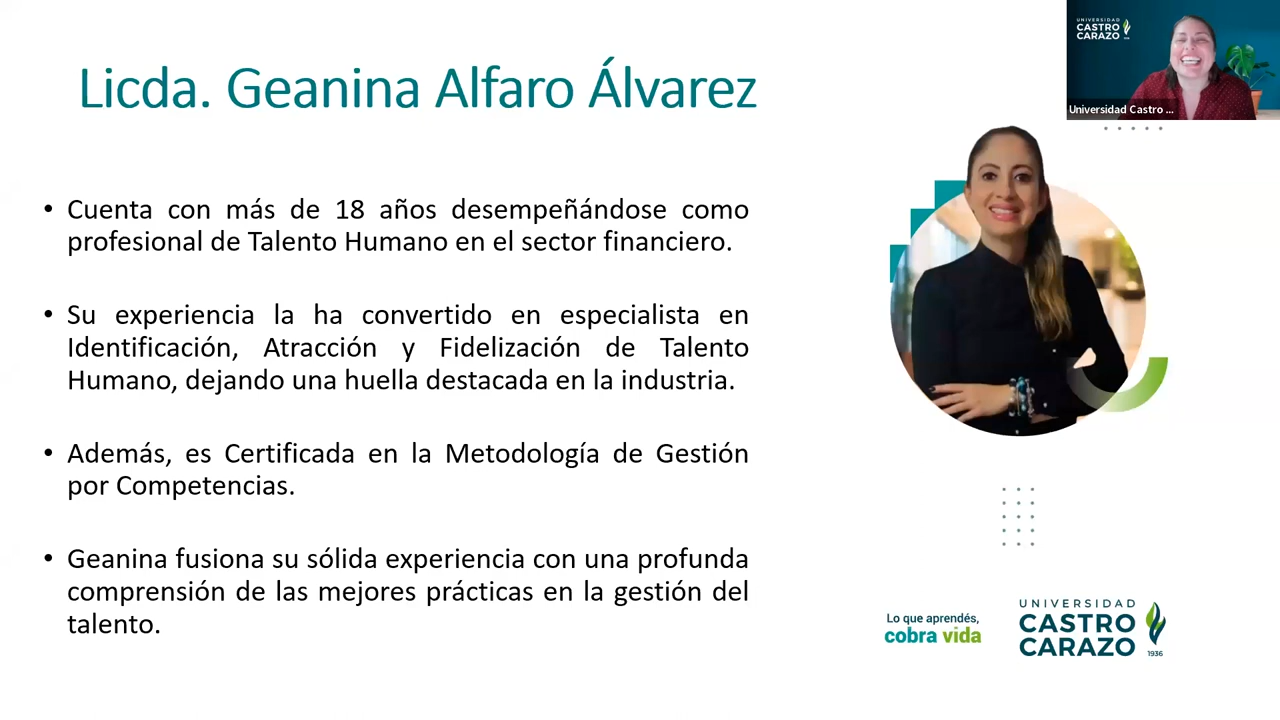 Licda. Geanina Alfaro Álvarez
• Cuenta con más de 18 años desempeñándose como
profesional de Talento Humano en el sector financiero.
• Su experiencia la ha convertido en especialista en
Identificación, Atracción y Fidelización de Talento
Humano, dejando una huella destacada en la industria.
• Además, es Certificada en la Metodología de Gestión
por Competencias.
• Geanina fusiona su sólida experiencia con una profunda
comprensión de las mejores prácticas en la gestión del
talento.
UNIVERSIDAD
CASTRO
CARAZO
Universidad Castro ...
Lo que aprendés,
cobra vida
UNIVERSIDAD
CASTRO
CARAZO
1936